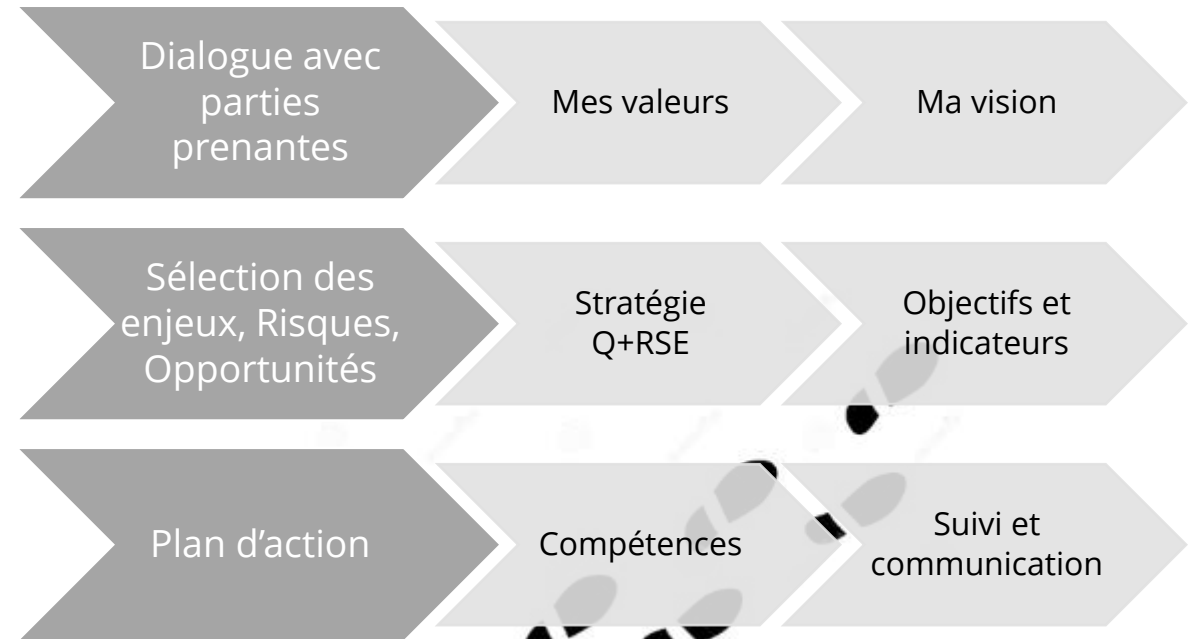 Dialogue avec
parties
prenantes
Mes valeurs
Ma vision
Sélection des
enjeux, Risques,
Opportunités
Stratégie
Q+RSE
Objectifs et
indicateurs
Plan d’action
Compétences
Suivi et
communication